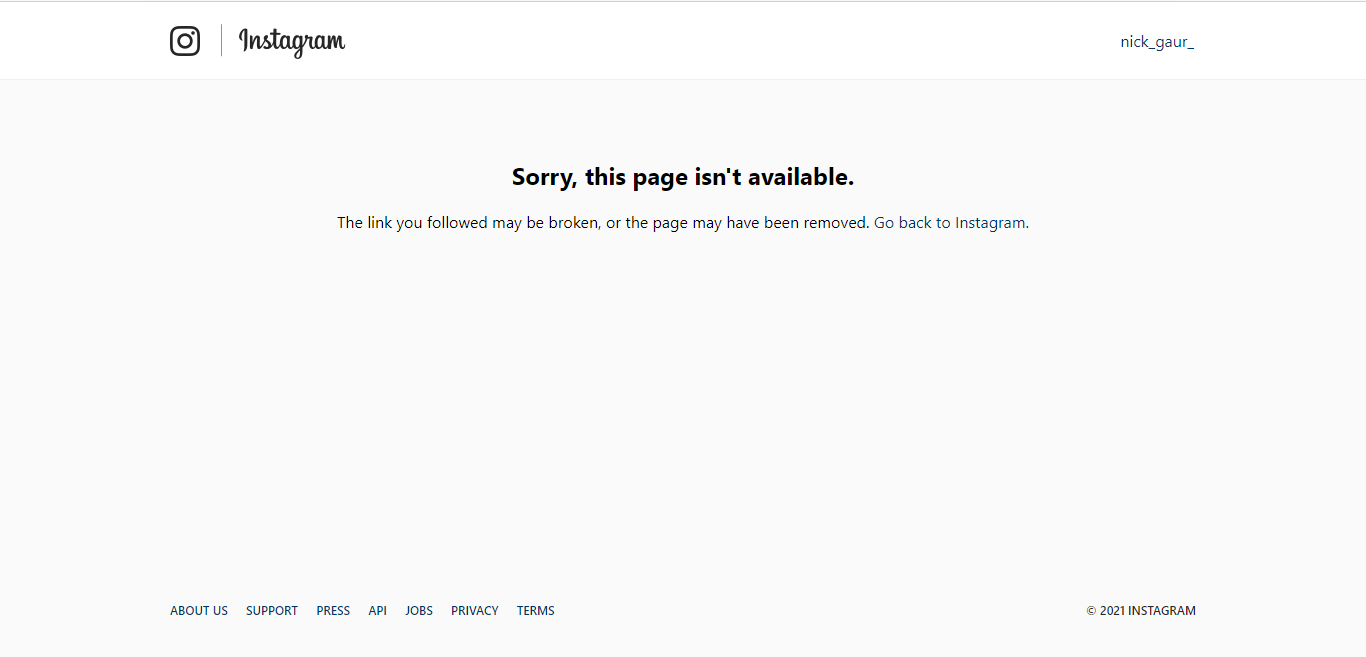 Instagram
nick_gaur_
Sorry, this page isn't available.
The link you followed may be broken, or the page may have been removed. Go back to Instagram.
ABOUT US SUPPORT PRESS API JOBS PRIVACY TERMS
© 2021 INSTAGRAM